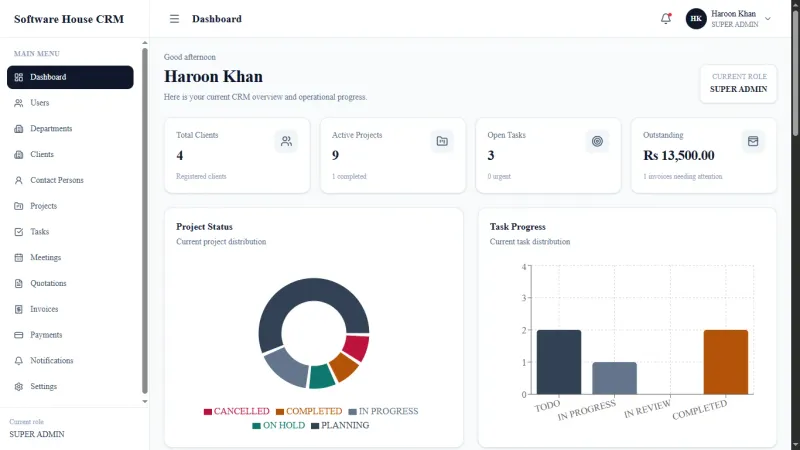 Software House CRM
MAIN MENU
Dashboard
Users
Departments
Clients
Contact Persons
Projects
Tasks
Meetings
Quotations
Invoices
Payments
Notifications
Settings
Current role
SUPER ADMIN
Dashboard
HK
Haroon Khan
SUPER ADMIN
Good afternoon
Haroon Khan
Here is your current CRM overview and operational progress.
CURRENT ROLE
SUPER ADMIN
Total Clients
4
Registered clients
Active Projects
9
1 completed
Open Tasks
3
0 urgent
Outstanding
Rs 13,500.00
1 invoices needing attention
Project Status
Current project distribution
CANCELLED COMPLETED IN PROGRESS
ON HOLD PLANNING
Task Progress
Current task distribution
4
3
2
1
0
TODO
IN PROGRESS
IN REVIEW
COMPLETED